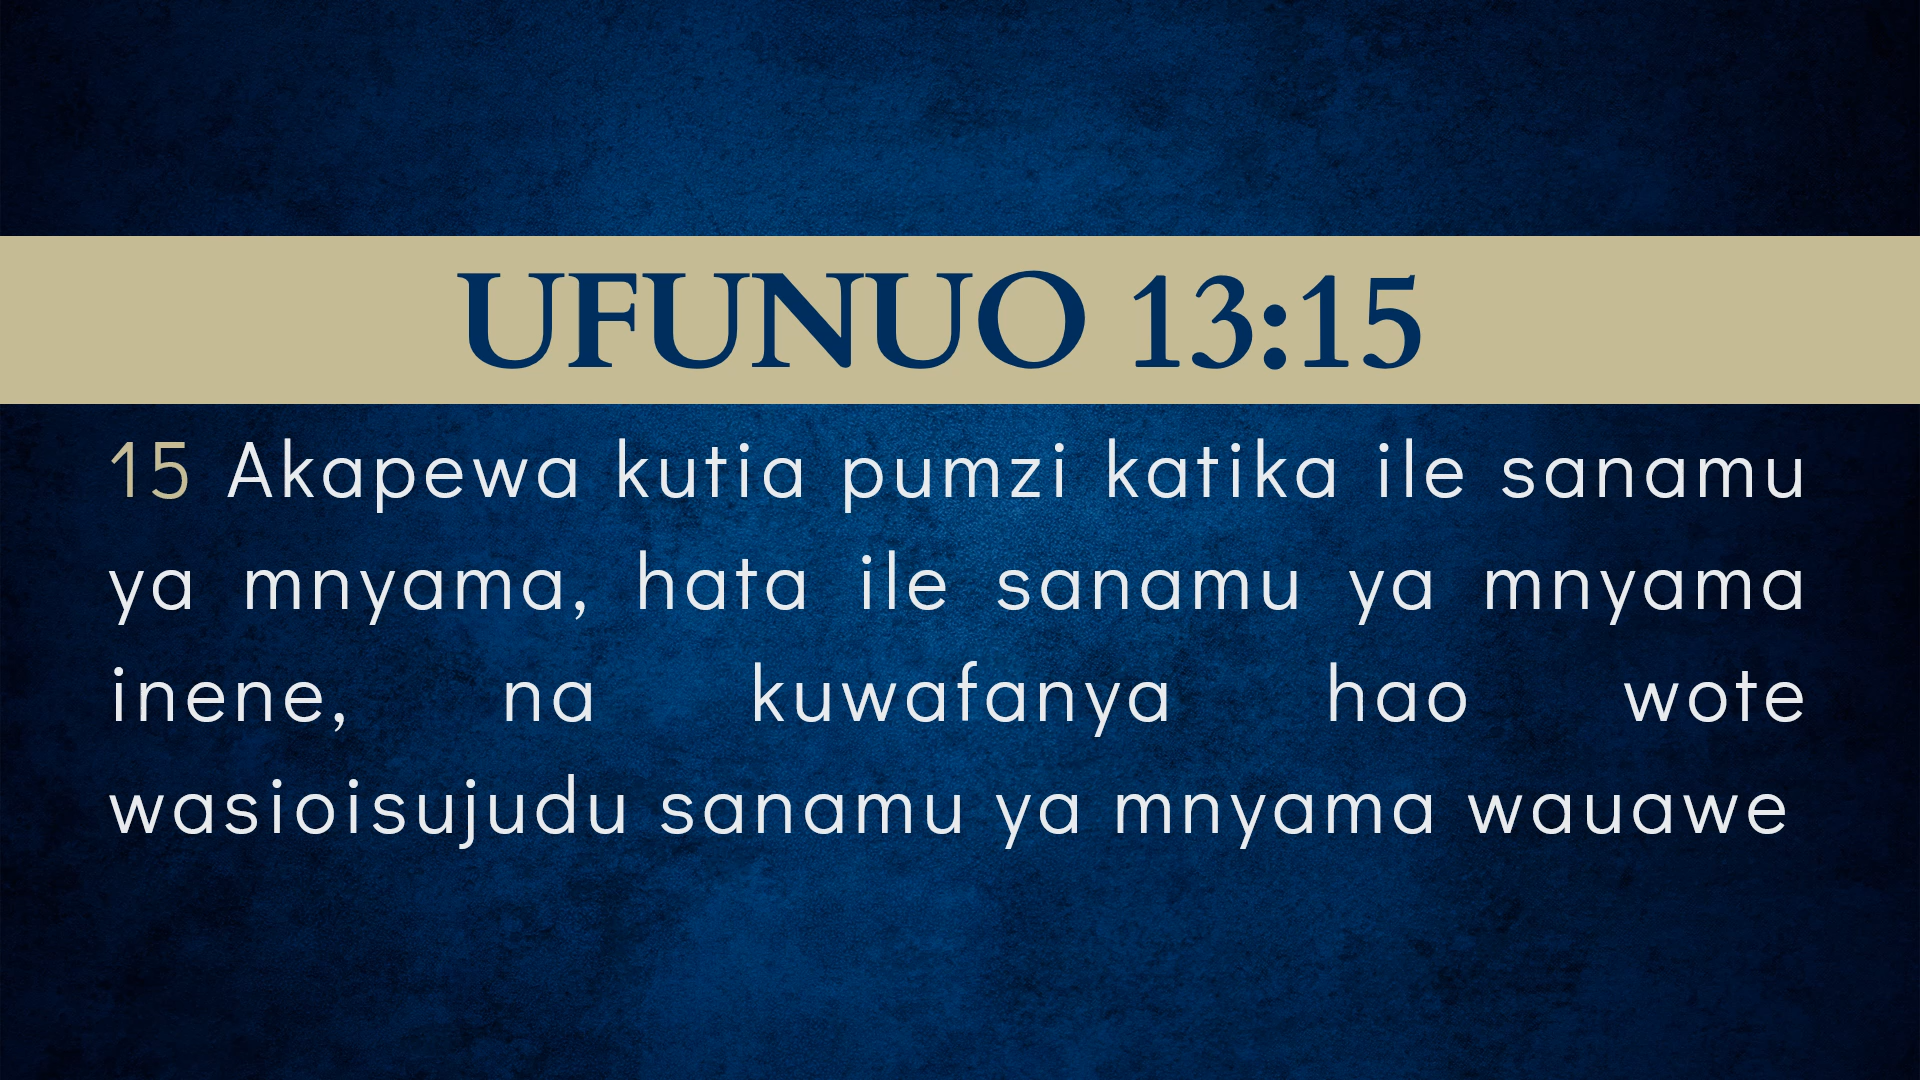 UFUNUO 13:15
15 Akapewa kutia pumzi katika ile sanamu
ya mnyama, hata ile sanamu ya mnyama
inene, na kuwafanya hao wote
wasioisujudu sanamu ya mnyama wauawe